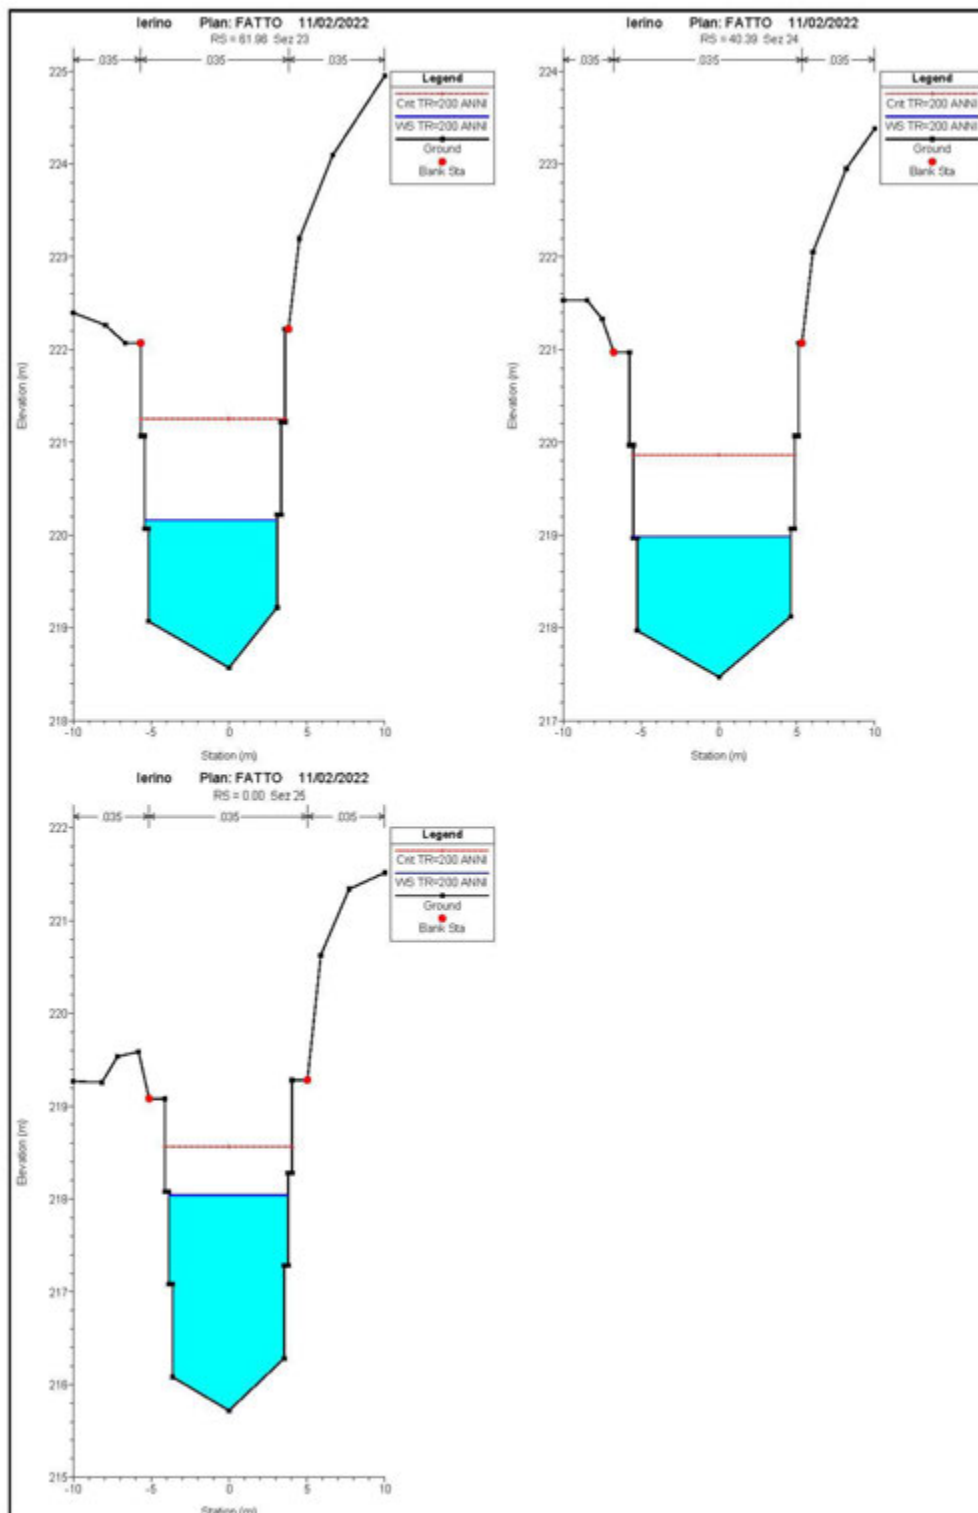 Ierino Plan: FATTO 11/02/2022
RS = 61.96 Sez 23
.035 .035 .035
Legend
Crit TR=200 ANNI
WS TR=200 ANNI
Ground
Bank Sta
225
224
223
222
221
220
219
218
Elevation (m)
-10 -5 0 5 10
Station (m)
Ierino Plan: FATTO 11/02/2022
RS = 40.39 Sez 24
.035 .035 .035
Legend
Crit TR=200 ANNI
WS TR=200 ANNI
Ground
Bank Sta
224
223
222
221
220
219
218
217
Elevation (m)
-10 -5 0 5 10
Station (m)
Ierino Plan: FATTO 11/02/2022
RS = 0.00 Sez 25
.035 .035 .035
Legend
Crit TR=200 ANNI
WS TR=200 ANNI
Ground
Bank Sta
222
221
220
219
218
217
216
215
Elevation (m)
-10 -5 0 5 10
Station (m)